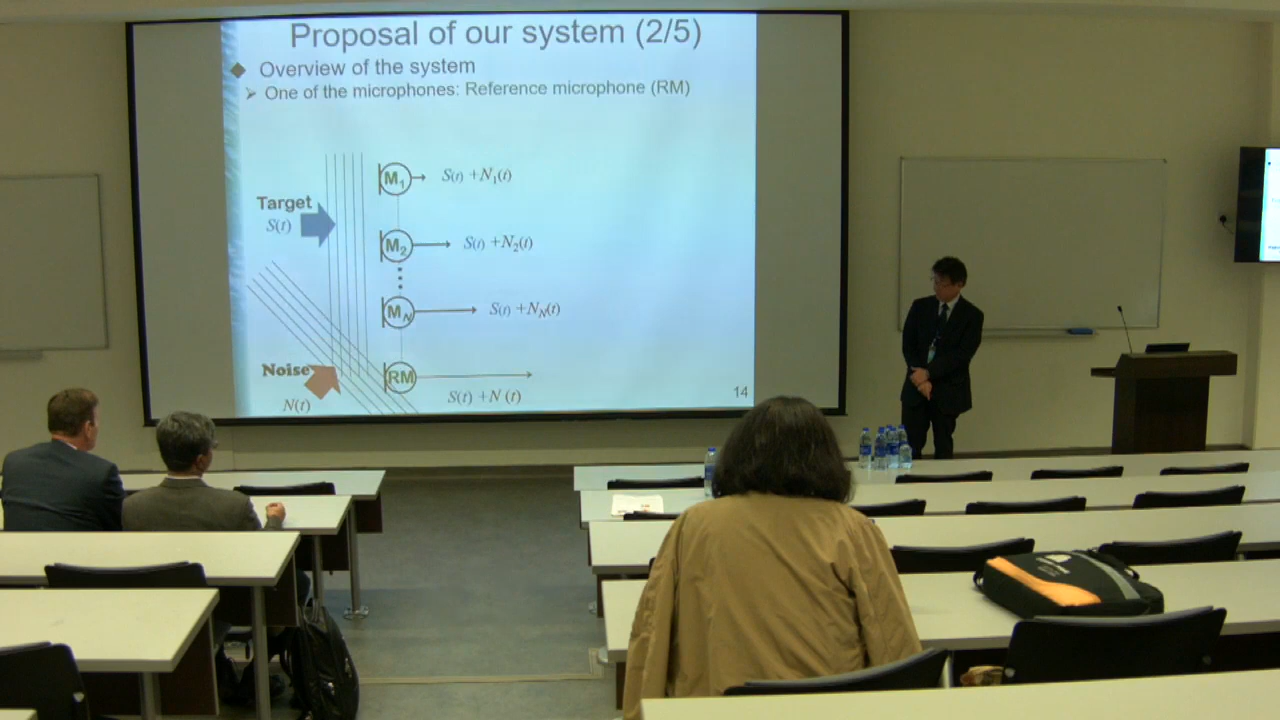 Proposal of our system (2/5)
Overview of the system
One of the microphones: Reference microphone (RM)
M1 S(t) +N1(t)
Target
S(t)
M2 S(t) +N2(t)
MN S(t) +NN(t)
Noise
RM
N(t)
S(t) +N (t)
14